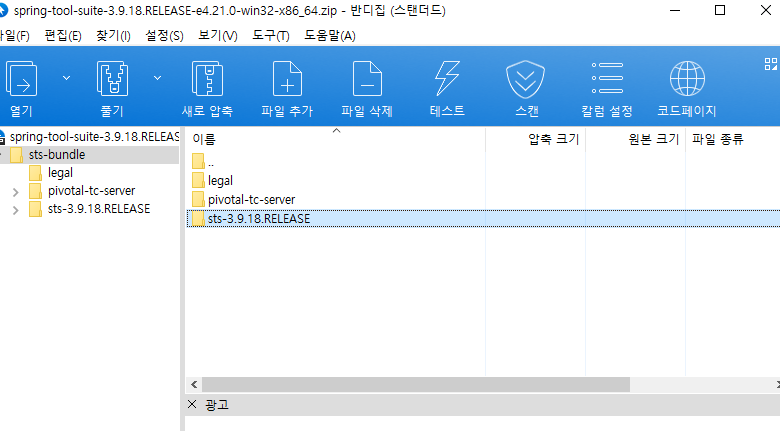 spring-tool-suite-3.9.18.RELEASE-e4.21.0-win32-x86_64.zip - 반디집 (스탠더드)
일(F) 편집(E) 찾기(I) 설정(S) 보기(V) 도구(T) 도움말(A)
열기 풀기 새로 압축 파일 추가 파일 삭제 테스트 스캔 칼럼 설정 코드페이지
spring-tool-suite-3.9.18.RELEAS
sts-bundle
legal
pivotal-tc-server
sts-3.9.18.RELEASE
이름 압축 크기 원본 크기 파일 종류
..
legal
pivotal-tc-server
sts-3.9.18.RELEASE
광고